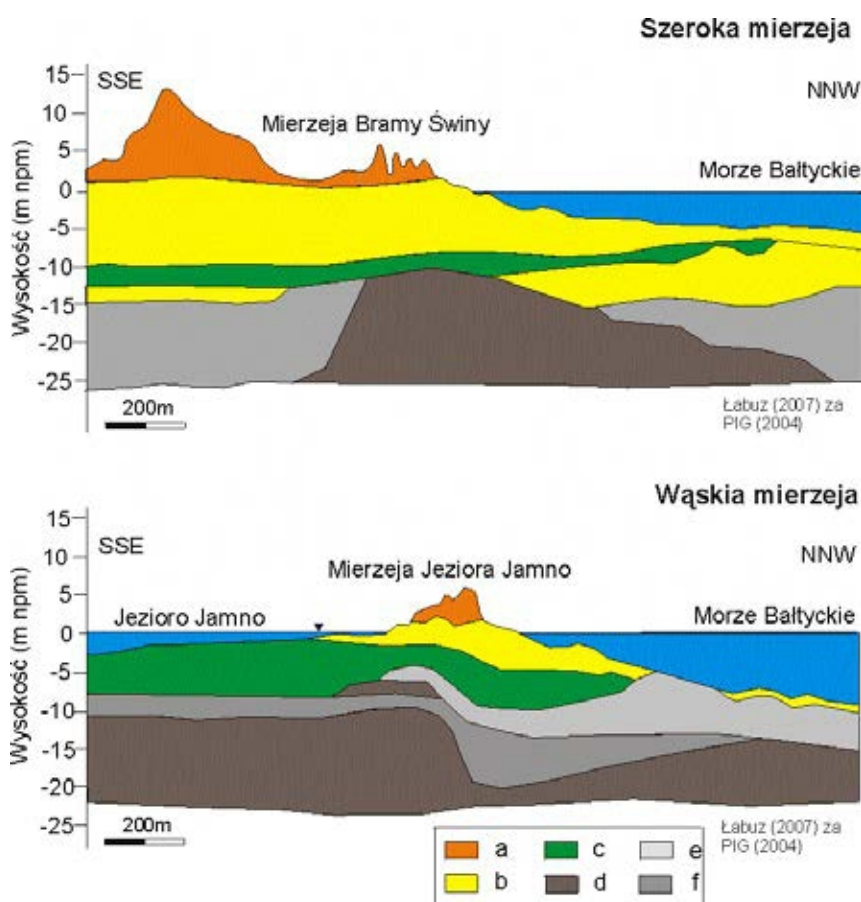 Szeroka mierzeja
SSE
NNW
Mierzeja Bramy Świny
Morze Bałtyckie
Wysokość (m npm)
15
10
5
0
-5
-10
-15
-20
-25
200m
Łabuz (2007) za
PIG (2004)
Wąskia mierzeja
SSE
NNW
Mierzeja Jeziora Jamno
Jezioro Jamno
Morze Bałtyckie
Wysokość (m npm)
15
10
5
0
-5
-10
-15
-20
-25
200m
Łabuz (2007) za
PIG (2004)
a c e
b d f